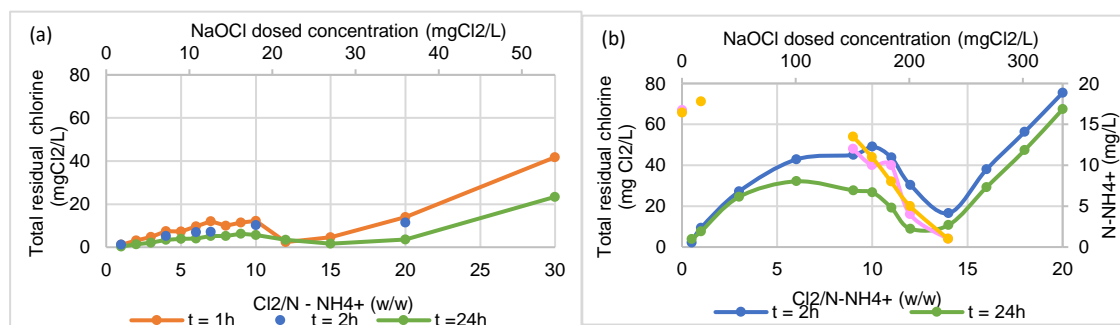 (a)
NaOCl dosed concentration (mgCl2/L)
0 10 20 30 40 50
Total residual chlorine
(mgCl2/L)
80
60
40
20
0
0 5 10 15 20 25 30
Cl2/N - NH4+ (w/w)
t = 1h t = 2h t =24h
(b)
NaOCl dosed concentration (mgCl2/L)
0 100 200 300
Total residual chlorine
(mg Cl2/L)
80
60
40
20
0
20
15
10
5
0
N-NH4+ (mg/L)
0 5 10 15 20
Cl2/N-NH4+ (w/w)
t = 2h t = 24h